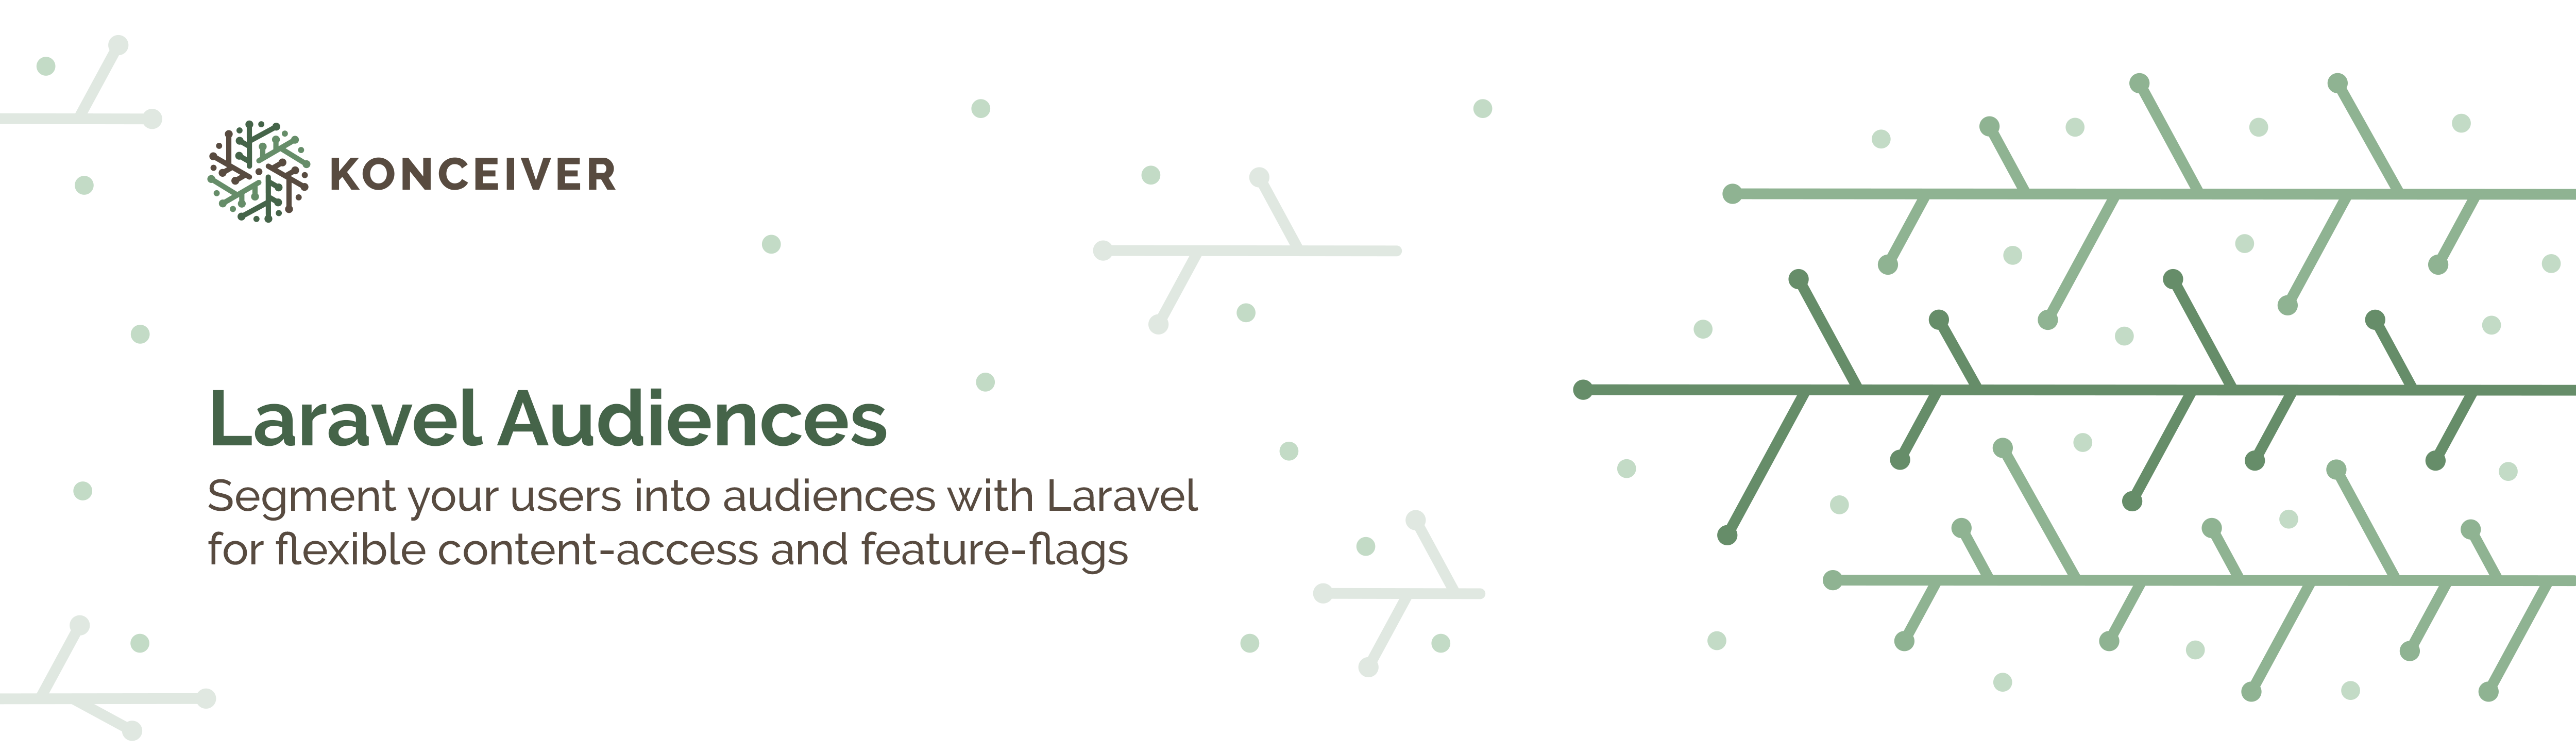 KONCEIVER
Laravel Audiences
Segment your users into audiences with Laravel
for flexible content-access and feature-flags